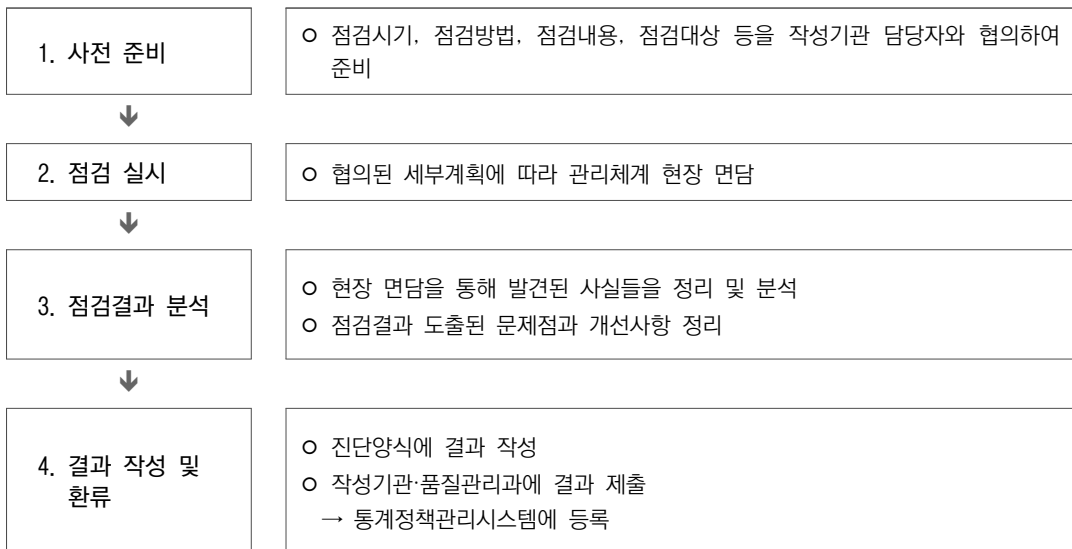 1. 사전 준비
○ 점검시기, 점검방법, 점검내용, 점검대상 등을 작성기관 담당자와 협의하여
준비
🡻
2. 점검 실시
○ 협의된 세부계획에 따라 관리체계 현장 면담
🡻
3. 점검결과 분석
○ 현장 면담을 통해 발견된 사실들을 정리 및 분석
○ 점검결과 도출된 문제점과 개선사항 정리
🡻
4. 결과 작성 및
환류
○ 진단양식에 결과 작성
○ 작성기관·품질관리과에 결과 제출
→ 통계정책관리시스템에 등록